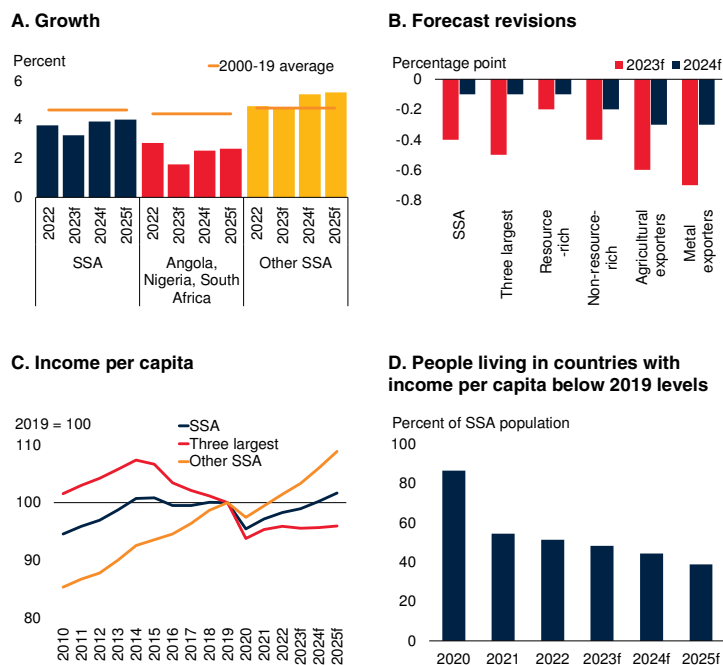 A. Growth
Percent
2000-19 average
6
4
2
0
2022
2023f
2024f
2025f
2022
2023f
2024f
2025f
2022
2023f
2024f
2025f
SSA
Angola,
Nigeria, South
Africa
Other SSA
B. Forecast revisions
Percentage point
2023f
2024f
0
-0.2
-0.4
-0.6
-0.8
SSA
Three largest
Resource
-rich
Non-resource-
rich
Agricultural
exporters
Metal
exporters
C. Income per capita
2019 = 100
SSA
Three largest
Other SSA
110
100
90
80
2010
2011
2012
2013
2014
2015
2016
2017
2018
2019
2020
2021
2022
2023f
2024f
2025f
D. People living in countries with
income per capita below 2019 levels
Percent of SSA population
100
80
60
40
20
0
2020
2021
2022
2023f
2024f
2025f